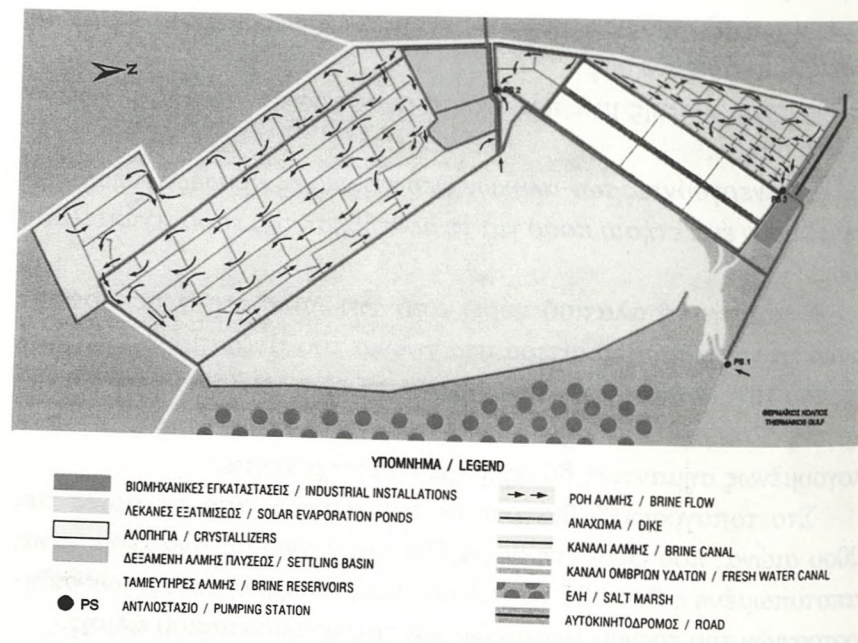 N
PS 2
PS 3
PS 1
ΘΕΡΜΑΪΚΟΣ ΚΟΛΠΟΣ
THERMAIKOS GULF
ΥΠΟΜΝΗΜΑ / LEGEND
ΒΙΟΜΗΧΑΝΙΚΕΣ ΕΓΚΑΤΑΣΤΑΣΕΙΣ / INDUSTRIAL INSTALLATIONS
ΛΕΚΑΝΕΣ ΕΞΑΤΜΙΣΕΩΣ / SOLAR EVAPORATION PONDS
ΑΛΟΠΗΓΙΑ / CRYSTALLIZERS
ΔΕΞΑΜΕΝΗ ΑΛΜΗΣ ΠΛΥΣΕΩΣ / SETTLING BASIN
ΤΑΜΙΕΥΤΗΡΕΣ ΑΛΜΗΣ / BRINE RESERVOIRS
PS ΑΝΤΛΙΟΣΤΑΣΙΟ / PUMPING STATION
ΡΟΗ ΑΛΜΗΣ / BRINE FLOW
ΑΝΑΧΩΜΑ / DIKE
ΚΑΝΑΛΙ ΑΛΜΗΣ / BRINE CANAL
ΚΑΝΑΛΙ ΟΜΒΡΙΩΝ ΥΔΑΤΩΝ / FRESH WATER CANAL
ΕΛΗ / SALT MARSH
ΑΥΤΟΚΙΝΗΤΟΔΡΟΜΟΣ / ROAD